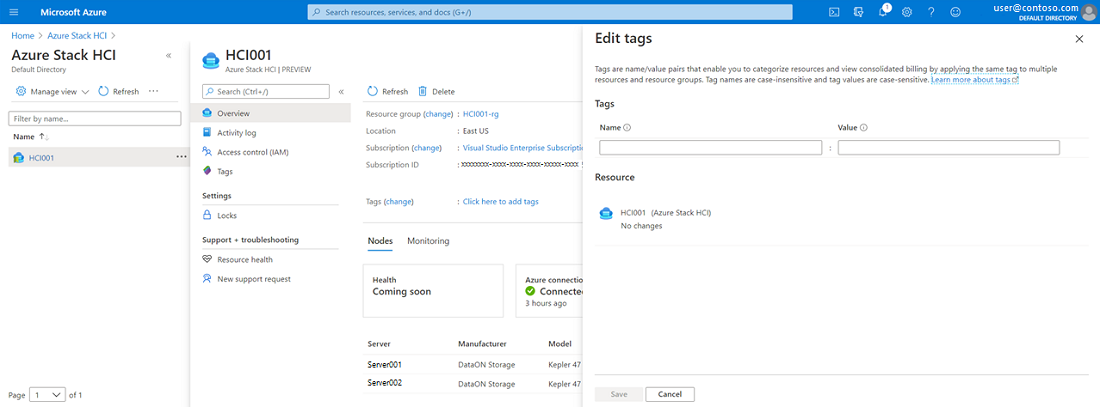 Microsoft Azure
Search resources, services, and docs (G+/)
1
user@contoso.com
DEFAULT DIRECTORY
Home > Azure Stack HCI >
Azure Stack HCI
Default Directory
Manage view
Refresh
Filter by name...
Name
HCI001
Page 1 of 1
HCI001
Azure Stack HCI | PREVIEW
Search (Ctrl+/)
Overview
Activity log
Access control (IAM)
Tags
Settings
Locks
Support + troubleshooting
Resource health
New support request
Refresh Delete
Resource group (change) : HCI001-rg
Location : East US
Subscription (change) : Visual Studio Enterprise Subscriptio
Subscription ID
Tags (change) : Click here to add tags
Nodes Monitoring
Health
Coming soon
Azure connection
Connected
3 hours ago
Server Manufacturer Model
Server001 DataON Storage Kepler 47
Server002 DataON Storage Kepler 47
Edit tags
Tags are name/value pairs that enable you to categorize resources and view consolidated billing by applying the same tag to multiple
resources and resource groups. Tag names are case-insensitive and tag values are case-sensitive. Learn more about tags
Tags
Name Value
:
Resource
HCI001 (Azure Stack HCI)
No changes
Save Cancel